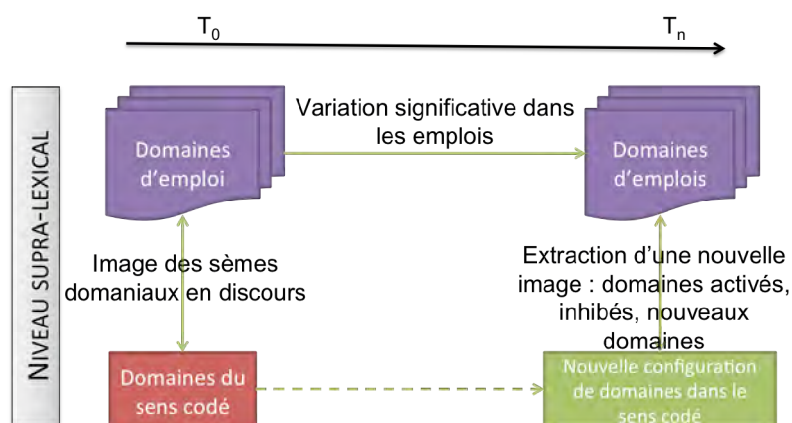 T0
Tn
NIVEAU SUPRA-LEXICAL
Domaines
d'emploi
Variation significative dans
les emplois
Domaines
d'emplois
Image des sèmes
domaniaux en discours
Extraction d'une nouvelle
image : domaines activés,
inhibés, nouveaux
domaines
Domaines du
sens codé
Nouvelle configuration
de domaines dans le
sens codé